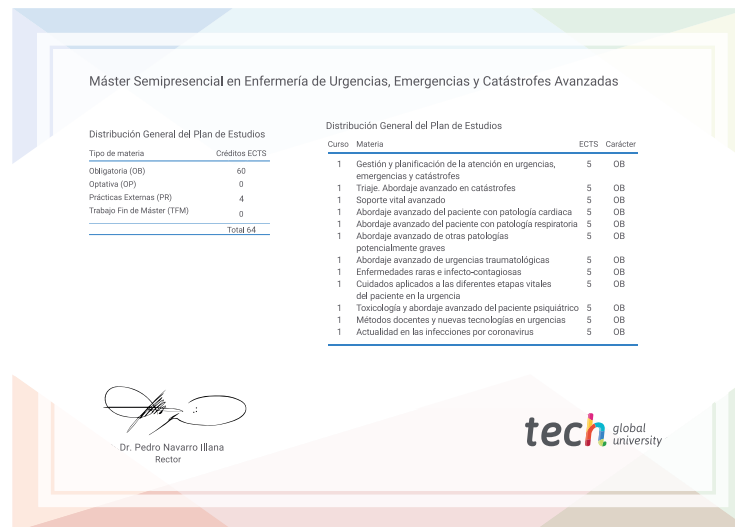 Máster Semipresencial en Enfermería de Urgencias, Emergencias y Catástrofes Avanzadas
Distribución General del Plan de Estudios
Tipo de materia Créditos ECTS
Obligatoria (OB) 60
Optativa (OP) 0
Prácticas Externas (PR) 4
Trabajo Fin de Máster (TFM) 0
Total 64
Distribución General del Plan de Estudios
Curso Materia ECTS Carácter
1 Gestión y planificación de la atención en urgencias, 5 OB
emergencias y catástrofes
1 Triaje. Abordaje avanzado en catástrofes 5 OB
1 Soporte vital avanzado 5 OB
1 Abordaje avanzado del paciente con patología cardiaca 5 OB
1 Abordaje avanzado del paciente con patología respiratoria 5 OB
1 Abordaje avanzado de otras patologías 5 OB
potencialmente graves
1 Abordaje avanzado de urgencias traumatológicas 5 OB
1 Enfermedades raras e infecto-contagiosas 5 OB
1 Cuidados aplicados a las diferentes etapas vitales 5 OB
del paciente en la urgencia
1 Toxicología y abordaje avanzado del paciente psiquiátrico 5 OB
1 Métodos docentes y nuevas tecnologías en urgencias 5 OB
1 Actualidad en las infecciones por coronavirus 5 OB
Dr. Pedro Navarro Illana
Rector
tech global
university